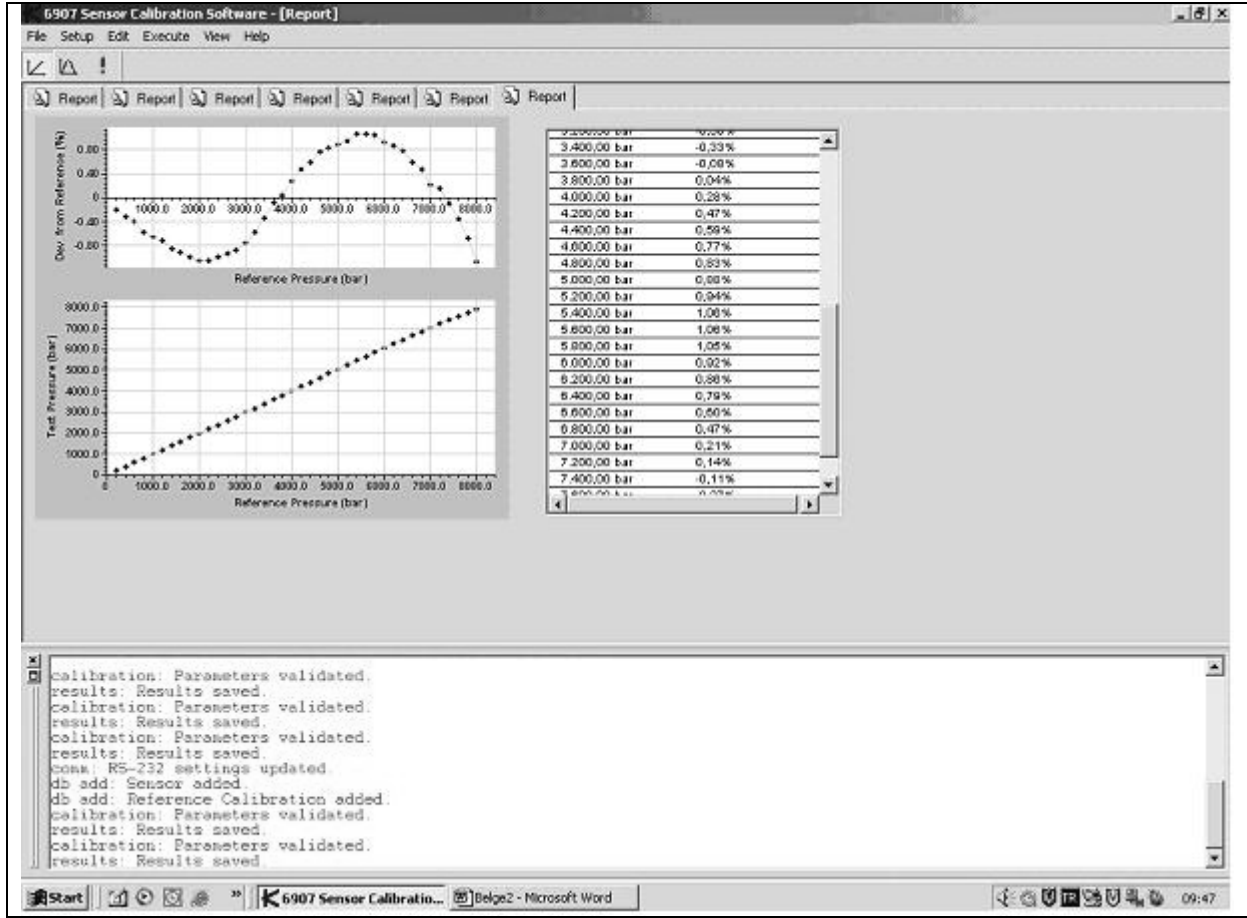 6907 Sensor Calibration Software - [Report]
File Setup Edit Execute View Help
Report Report Report Report Report Report Report
Dev from Reference (%)
0.80
0.40
0
-0.40
-0.80
1000.0 2000.0 3000.0 4000.0 5000.0 6000.0 7000.0 8000.0
Reference Pressure (bar)
Test Pressure (bar)
8000.0
7000.0
6000.0
5000.0
4000.0
3000.0
2000.0
1000.0
0
0 1000.0 2000.0 3000.0 4000.0 5000.0 6000.0 7000.0 8000.0
Reference Pressure (bar)
3.400,00 bar -0,33%
3.600,00 bar -0,08%
3.800,00 bar 0,04%
4.000,00 bar 0,28%
4.200,00 bar 0,47%
4.400,00 bar 0,59%
4.600,00 bar 0,77%
4.800,00 bar 0,83%
5.000,00 bar 0,88%
5.200,00 bar 0,94%
5.400,00 bar 1,06%
5.600,00 bar 1,06%
5.800,00 bar 1,05%
6.000,00 bar 0,92%
6.200,00 bar 0,86%
6.400,00 bar 0,79%
6.600,00 bar 0,60%
6.800,00 bar 0,47%
7.000,00 bar 0,21%
7.200,00 bar 0,14%
7.400,00 bar -0,11%
calibration: Parameters validated.
results: Results saved.
calibration: Parameters validated.
results: Results saved.
calibration: Parameters validated.
results: Results saved.
comm: RS-232 settings updated.
db add: Sensor added.
db add: Reference Calibration added.
calibration: Parameters validated.
results: Results saved.
calibration: Parameters validated.
results: Results saved.
Start
6907 Sensor Calibratio...
Belge2 - Microsoft Word
TR
09:47